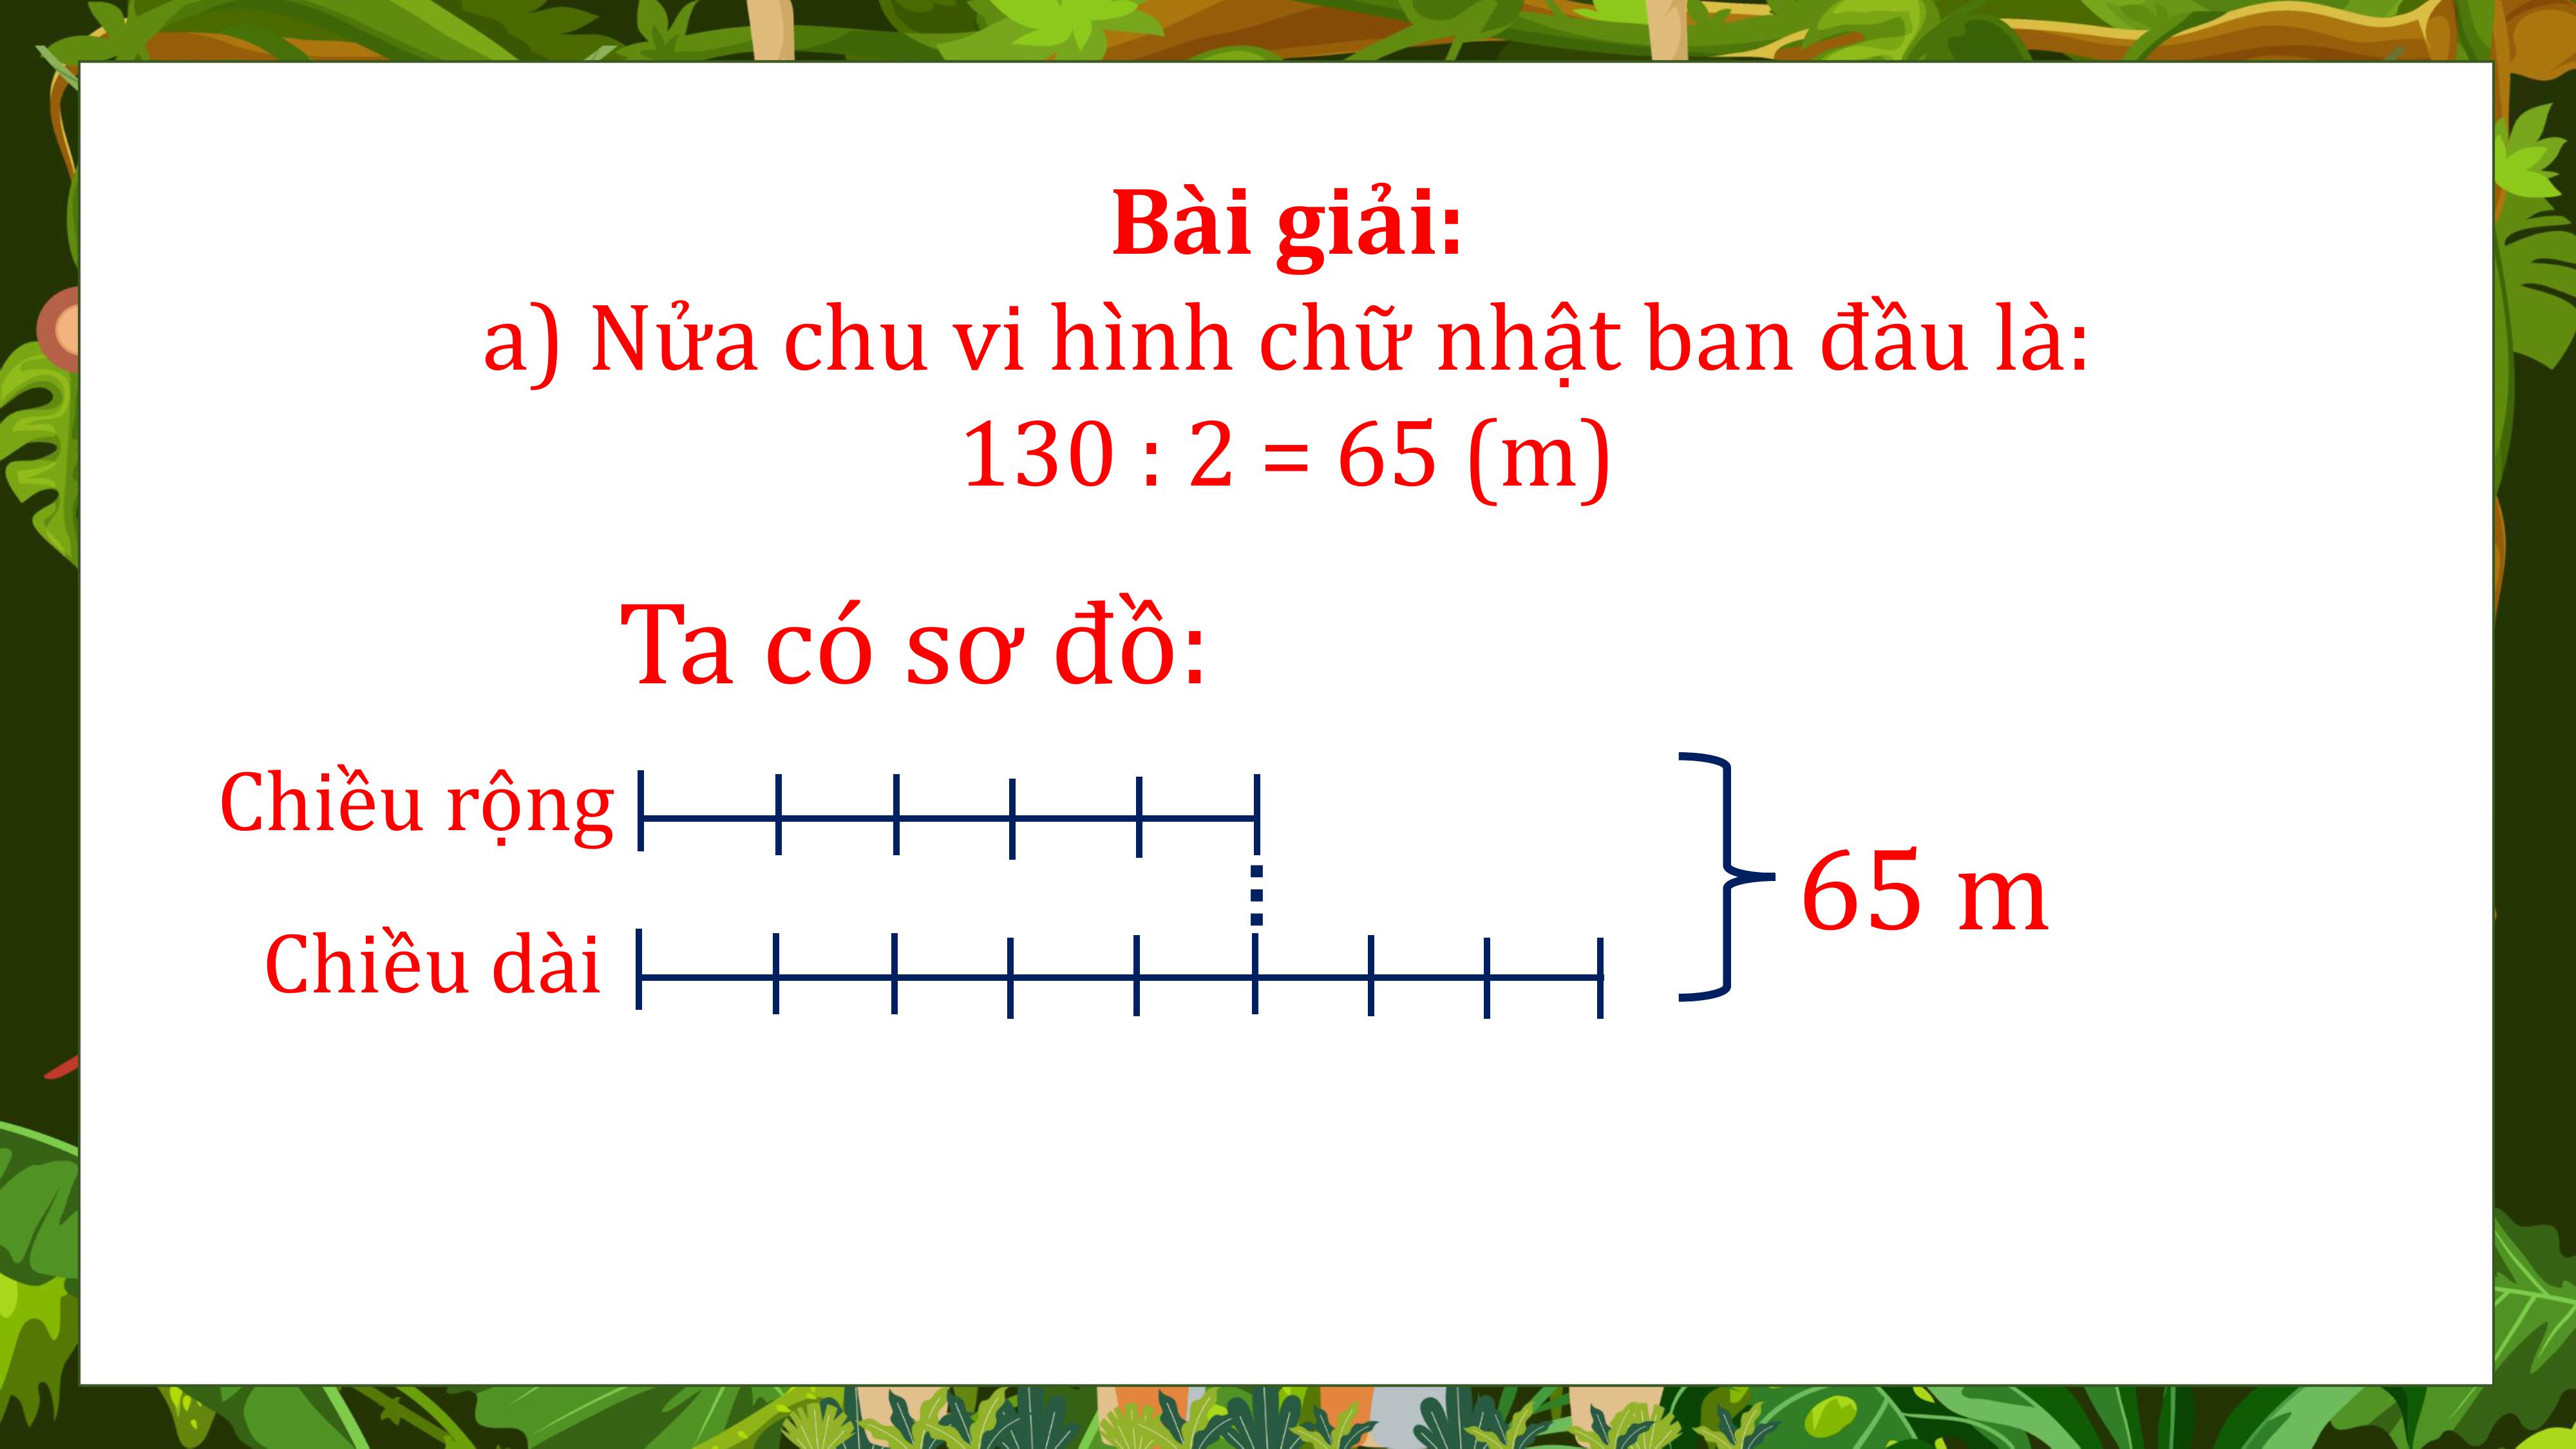 Bài giải:
a) Nửa chu vi hình chữ nhật ban đầu là:
130 : 2 = 65 (m)
Ta có sơ đồ:
Chiều rộng
65 m
Chiều dài